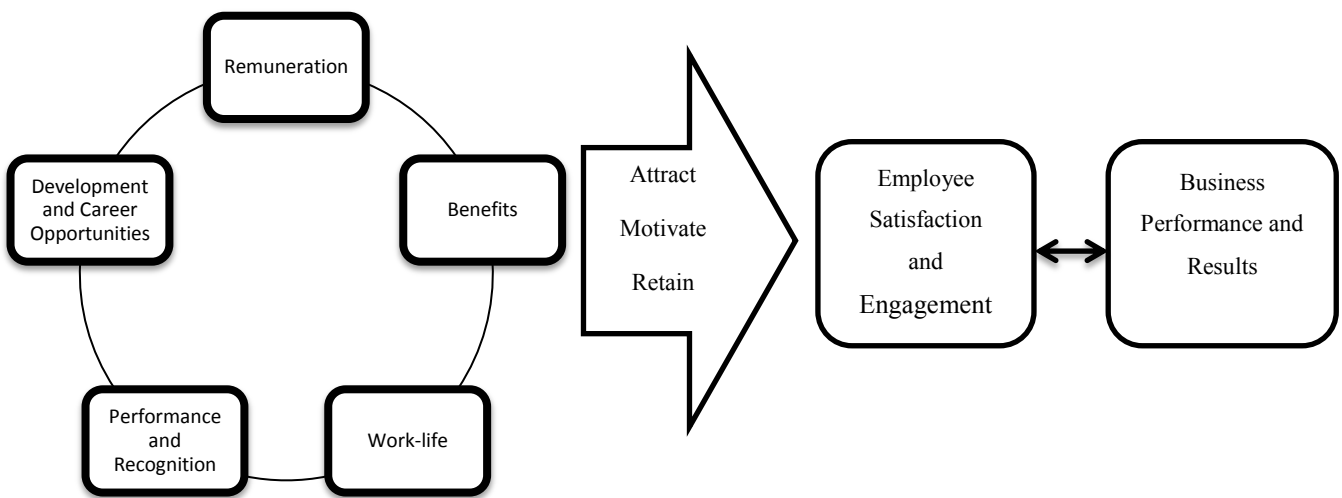 Remuneration
Benefits
Work-life
Performance
and
Recognition
Development
and Career
Opportunities
Attract
Motivate
Retain
Employee
Satisfaction
and
Engagement
Business
Performance and
Results